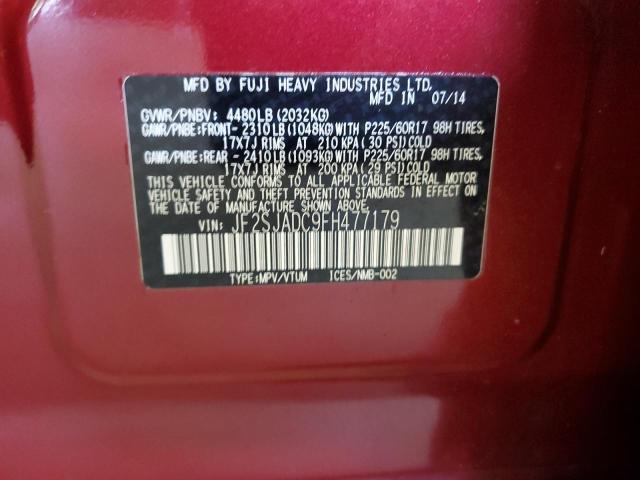 MFD BY FUJI HEAVY INDUSTRIES LTD.
MFD IN 07/14
GVWR/PNBV: 4480LB(2032KG)
GAWR/PNBE:FRONT- 2310LB(1048KG)WITH P225/60R17 98H TIRES,
17X7J RIMS AT 210 KPA(30 PSI)COLD
GAWR/PNBE:REAR - 2410LB(1093KG)WITH P225/60R17 98H TIRES,
17X7J RIMS AT 200 KPA(29 PSI)COLD
THIS VEHICLE CONFORMS TO ALL APPLICABLE FEDERAL MOTOR
VEHICLE SAFETY AND THEFT PREVENTION STANDARDS IN EFFECT ON
THE DATE OF MANUFACTURE SHOWN ABOVE.
VIN: JF2SJADC9FH477179
TYPE:MPV/VTUM ICES/NMB-002